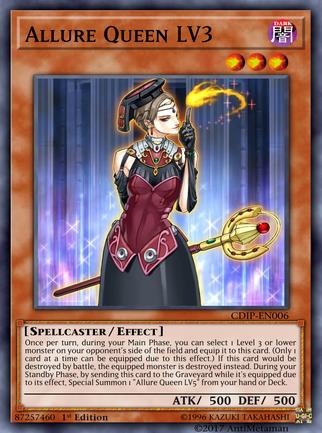 ALLURE QUEEN LV3
DARK
闇
CDIP-EN006
[SPELLCASTER / EFFECT]
Once per turn, during your Main Phase, you can select 1 Level 3 or lower
monster on your opponent's side of the field and equip it to this card. (Only 1
card at a time can be equipped due to this effect.) If this card would be
destroyed by battle, the equipped monster is destroyed instead. During your
Standby Phase, by sending this card to the Graveyard while it's equipped
due to its effect, Special Summon 1 "Allure Queen LV5" from your hand or Deck.
ATK/ 500 DEF/ 500
87257460 1st Edition ©1996 KAZUKI TAKAHASHI
©2017 AntiMetaman